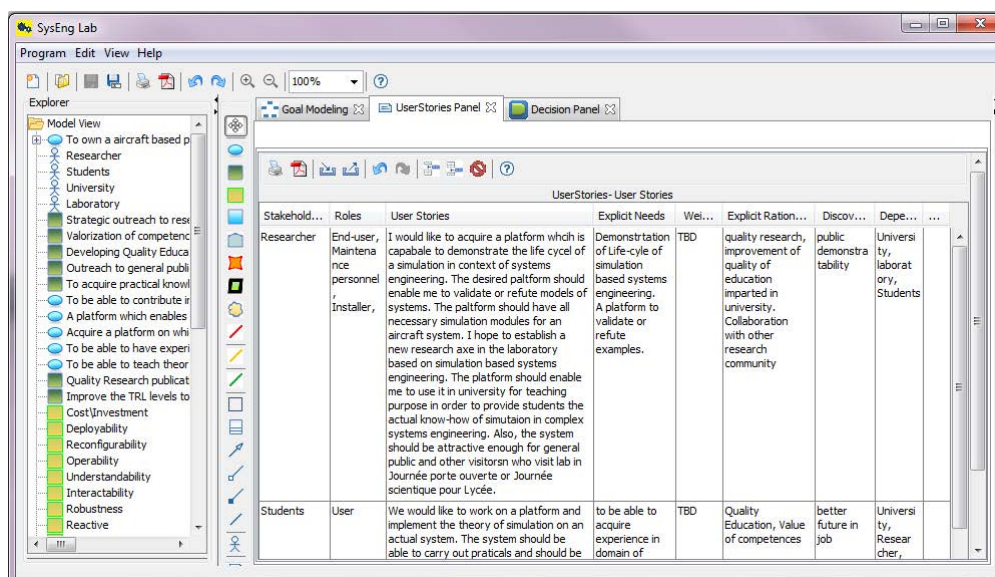 SysEng Lab
Program Edit View Help
100%
Explorer
Goal Modeling
UserStories Panel
Decision Panel
Model View
To own a aircraft based p
Researcher
Students
University
Laboratory
Strategic outreach to rese
Valorization of competenc
Developing Quality Educa
Outreach to general publi
To acquire practical knowl
To be able to contribute ir
A platform which enables
Acquire a platform on whi
To be able to have experi
To be able to teach theor
Quality Research publicat
Improve the TRL levels to
Cost\Investment
Deployability
Reconfigurability
Operability
Understandability
Interactability
Robustness
Reactive
UserStories- User Stories
Stakehold... Roles User Stories Explicit Needs Wei... Explicit Ration... Discov... Depe... ...
Researcher
End-user,
Maintena
nce
personnel
,
Installer,
I would like to acquire a platform whcih is
capabale to demonstrate the life cycel of
a simulation in context of systems
engineering. The desired paltform should
enable me to validate or refute models of
systems. The paltform should have all
necessary simulation modules for an
aircraft system. I hope to establish a
new research axe in the laboratory
based on simulation based systems
engineering. The platform should enable
me to use it in university for teaching
purpose in order to provide students the
actual know-how of simutaion in complex
systems engineering. Also, the system
should be attractive enough for general
public and other visitorsn who visit lab in
Journée porte ouverte or Journée
scientique pour Lycée.
Demonstrtation
of Life-cyle of
simulation
based systems
engineering.
A platform to
validate or
refute
examples.
TBD
quality research,
improvement of
quality of
education
imparted in
university.
Collaboration
with other
research
community
public
demonstra
tability
Universi
ty,
laborat
ory,
Students
Students
User
We would like to work on a platform and
implement the theory of simulation on an
actual system. The system should be
able to carry out praticals and should be
to be able to
acquire
experience in
domain of
TBD
Quality
Education, Value
of competences
better
future in
job
Universi
ty,
Resear
cher,